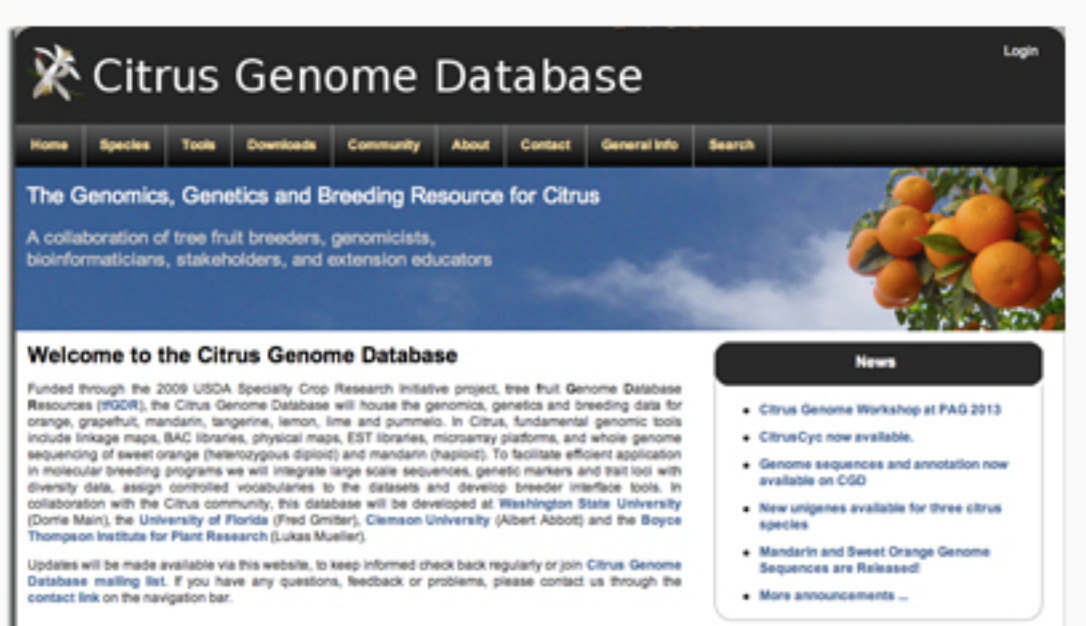 Login
Citrus Genome Database
Home Species Tools Downloads Community About Contact General Info Search
The Genomics, Genetics and Breeding Resource for Citrus
A collaboration of tree fruit breeders, genomicists,
bioinformaticians, stakeholders, and extension educators
Welcome to the Citrus Genome Database
Funded through the 2009 USDA Specialty Crop Research Initiative project, tree fruit Genome Database
Resources (tfGDR), the Citrus Genome Database will house the genomics, genetics and breeding data for
orange, grapefruit, mandarin, tangerine, lemon, lime and pummelo. In Citrus, fundamental genomic tools
include linkage maps, BAC libraries, physical maps, EST libraries, microarray platforms, and whole genome
sequencing of sweet orange (heterozygous diploid) and mandarin (haploid). To facilitate efficient application
in molecular breeding programs we will integrate large scale sequences, genetic markers and trait loci with
diversity data, assign controlled vocabularies to the datasets and develop breeder interface tools. In
collaboration with the Citrus community, this database will be developed at Washington State University
(Dorrie Main), the University of Florida (Fred Gmitter), Clemson University (Albert Abbott) and the Boyce
Thompson Institute for Plant Research (Lukas Mueller).
Updates will be made available via this website, to keep informed check back regularly or join Citrus Genome
Database mailing list. If you have any questions, feedback or problems, please contact us through the
contact link on the navigation bar.
News
• Citrus Genome Workshop at PAG 2013
• CitrusCyc now available.
• Genome sequences and annotation now
available on CGD
• New unigenes available for three citrus
species
• Mandarin and Sweet Orange Genome
Sequences are Released!
• More announcements ...